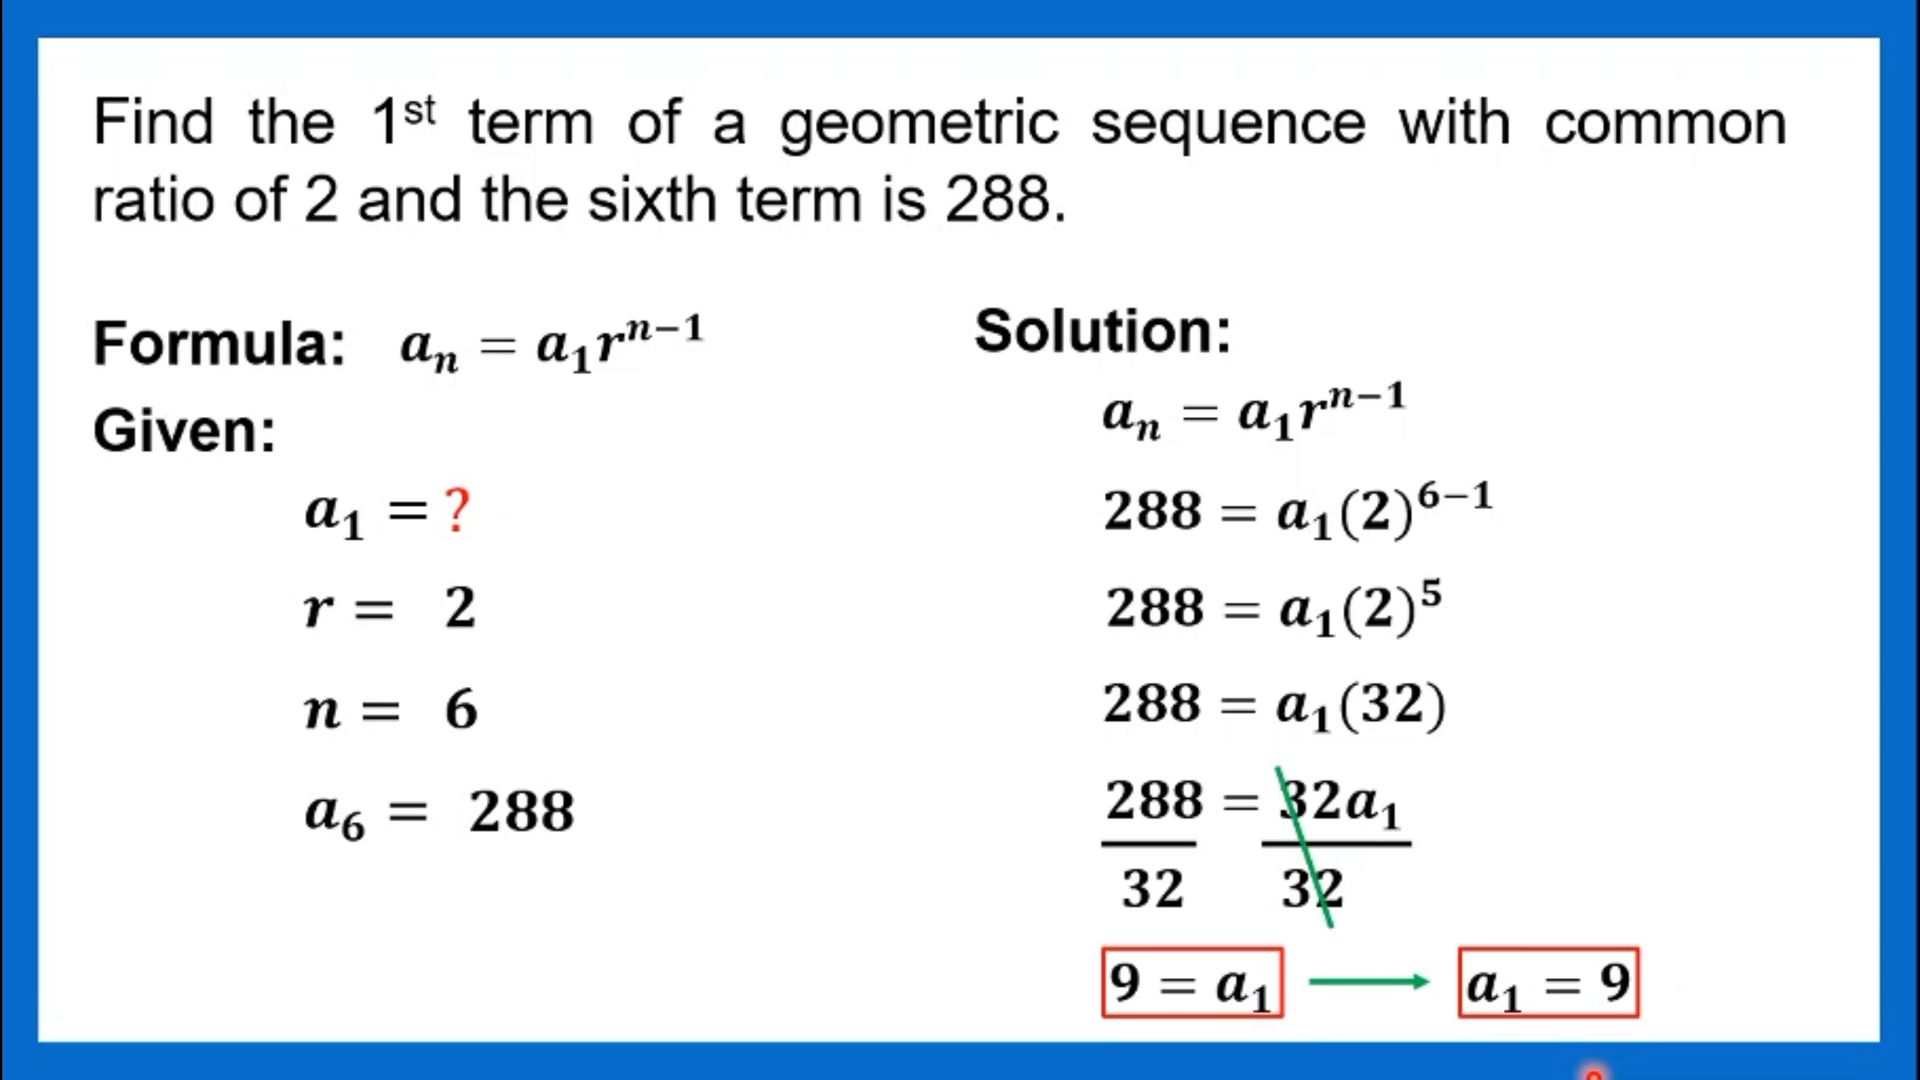 Find the 1st term of a geometric sequence with common
ratio of 2 and the sixth term is 288.
Formula: aₙ = a₁rⁿ⁻¹
Given:
a₁ = ?
r = 2
n = 6
a₆ = 288
Solution:
aₙ = a₁rⁿ⁻¹
288 = a₁(2)⁶⁻¹
288 = a₁(2)⁵
288 = a₁(32)
288 = 32a₁
32 32
9 = a₁ → a₁ = 9